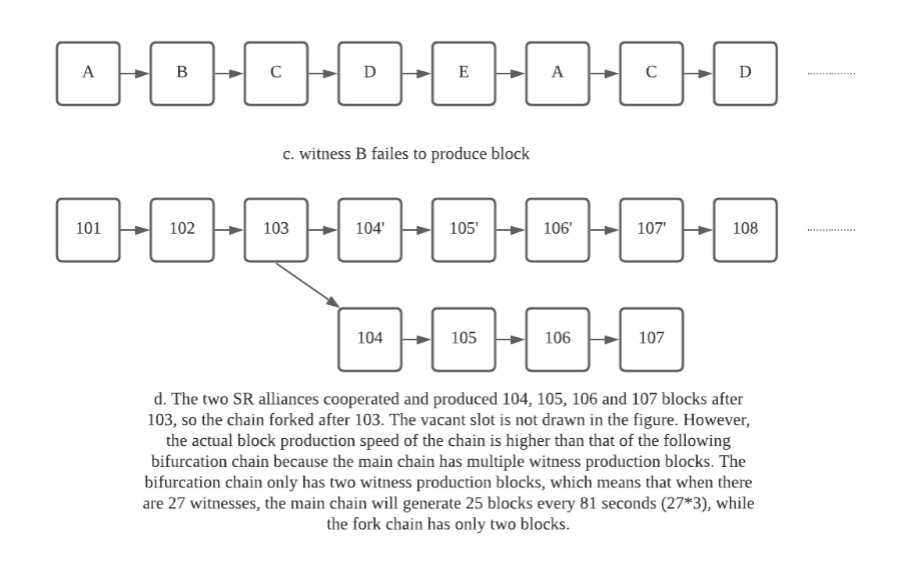 A B C D E A C D
c. witness B failes to produce block
101 102 103 104' 105' 106' 107' 108
104 105 106 107
d. The two SR alliances cooperated and produced 104, 105, 106 and 107 blocks after
103, so the chain forked after 103. The vacant slot is not drawn in the figure. However,
the actual block production speed of the chain is higher than that of the following
bifurcation chain because the main chain has multiple witness production blocks. The
bifurcation chain only has two witness production blocks, which means that when there
are 27 witnesses, the main chain will generate 25 blocks every 81 seconds (27*3), while
the fork chain has only two blocks.